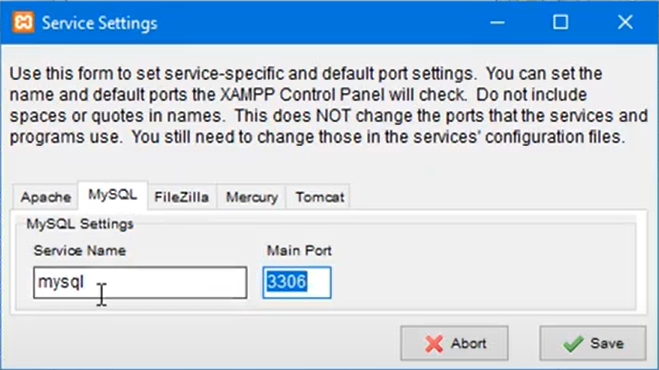 Service Settings
Use this form to set service-specific and default port settings. You can set the
name and default ports the XAMPP Control Panel will check. Do not include
spaces or quotes in names. This does NOT change the ports that the services and
programs use. You still need to change those in the services' configuration files.
Apache MySQL FileZilla Mercury Tomcat
MySQL Settings
Service Name Main Port
mysql 3306
Abort Save